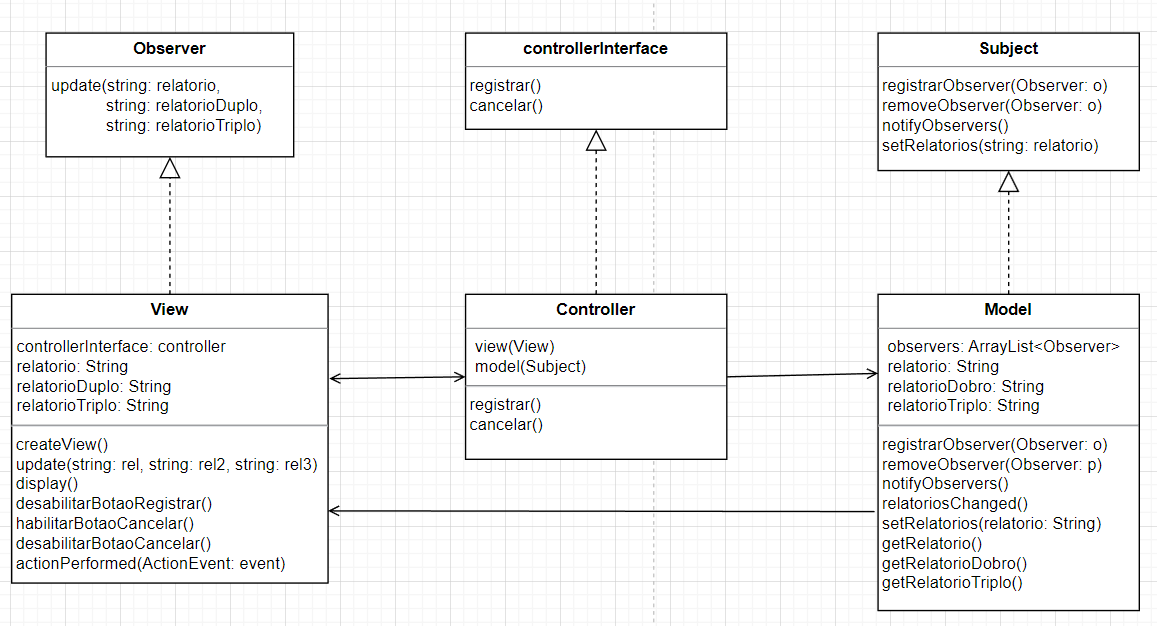 Observer
update(string: relatorio,
string: relatorioDuplo,
string: relatorioTriplo)
controllerInterface
registrar()
cancelar()
Subject
registrarObserver(Observer: o)
removeObserver(Observer: o)
notifyObservers()
setRelatorios(string: relatorio)
View
controllerInterface: controller
relatorio: String
relatorioDuplo: String
relatorioTriplo: String
createView()
update(string: rel, string: rel2, string: rel3)
display()
desabilitarBotaoRegistrar()
habilitarBotaoCancelar()
desabilitarBotaoCancelar()
actionPerformed(ActionEvent: event)
Controller
view(View)
model(Subject)
registrar()
cancelar()
Model
observers: ArrayList<Observer>
relatorio: String
relatorioDobro: String
relatorioTriplo: String
registrarObserver(Observer: o)
removeObserver(Observer: p)
notifyObservers()
relatoriosChanged()
setRelatorios(relatorio: String)
getRelatorio()
getRelatorioDobro()
getRelatorioTriplo()